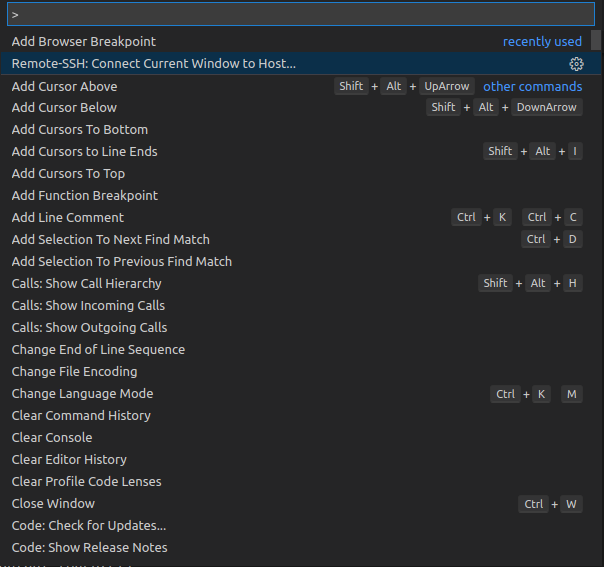 >
Add Browser Breakpoint recently used
Remote-SSH: Connect Current Window to Host...
Add Cursor Above Shift + Alt + UpArrow other commands
Add Cursor Below Shift + Alt + DownArrow
Add Cursors To Bottom
Add Cursors to Line Ends Shift + Alt + I
Add Cursors To Top
Add Function Breakpoint
Add Line Comment Ctrl + K Ctrl + C
Add Selection To Next Find Match Ctrl + D
Add Selection To Previous Find Match
Calls: Show Call Hierarchy Shift + Alt + H
Calls: Show Incoming Calls
Calls: Show Outgoing Calls
Change End of Line Sequence
Change File Encoding
Change Language Mode Ctrl + K M
Clear Command History
Clear Console
Clear Editor History
Clear Profile Code Lenses
Close Window Ctrl + W
Code: Check for Updates...
Code: Show Release Notes